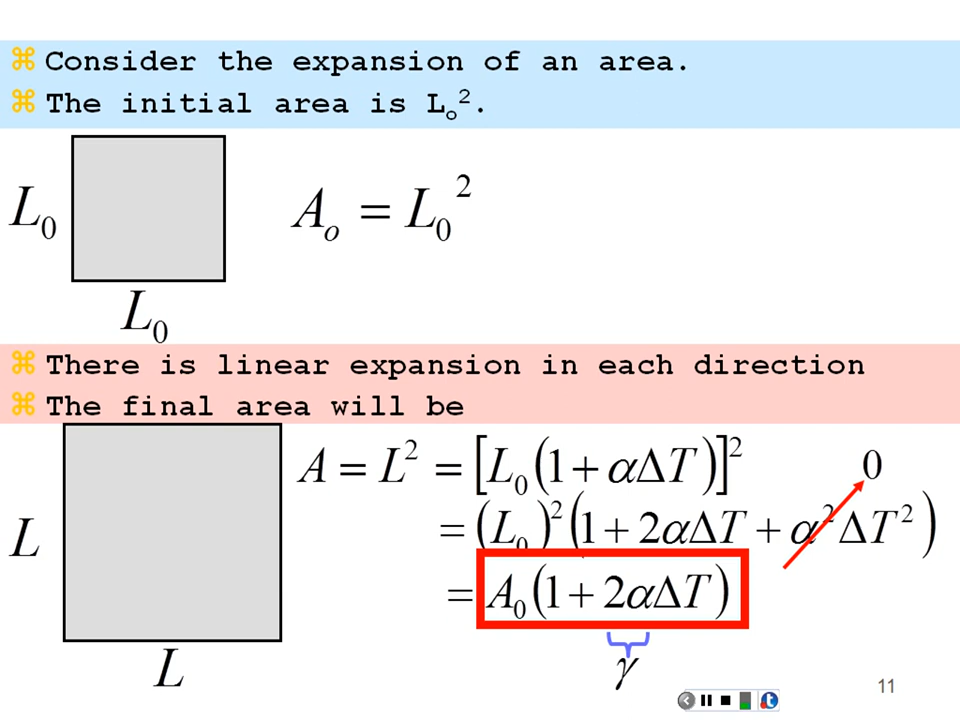 ⌘ Consider the expansion of an area.
⌘ The initial area is Lₒ².
L₀
Aₒ = L₀²
L₀
⌘ There is linear expansion in each direction
⌘ The final area will be
A = L² = [L₀(1 + αΔT)]²
0
L
= (L₀)²(1 + 2αΔT + α²ΔT²)
= A₀(1 + 2αΔT)
L
γ
11